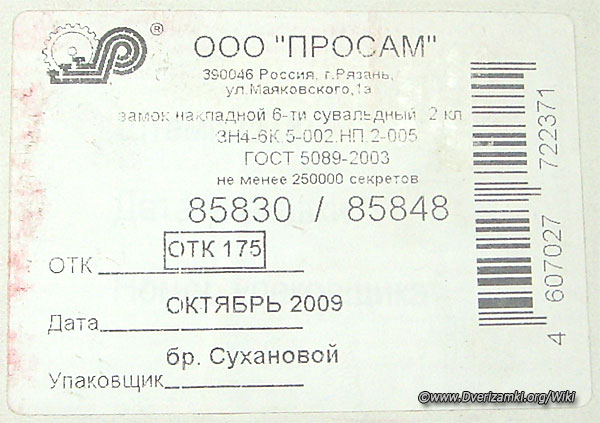 ®
ООО "ПРОСАМ"
390046 Россия, г.Рязань,
ул.Маяковского,1а
замок накладной 6-ти сувальдный, 2 кл
ЗН4-6К.5-002.НП.2-005
ГОСТ 5089-2003
не менее 250000 секретов
85830 / 85848
ОТК ОТК 175
Дата ОКТЯБРЬ 2009
Упаковщик бр. Сухановой
4 607027 722371
©www.Dverizamki.org/Wiki